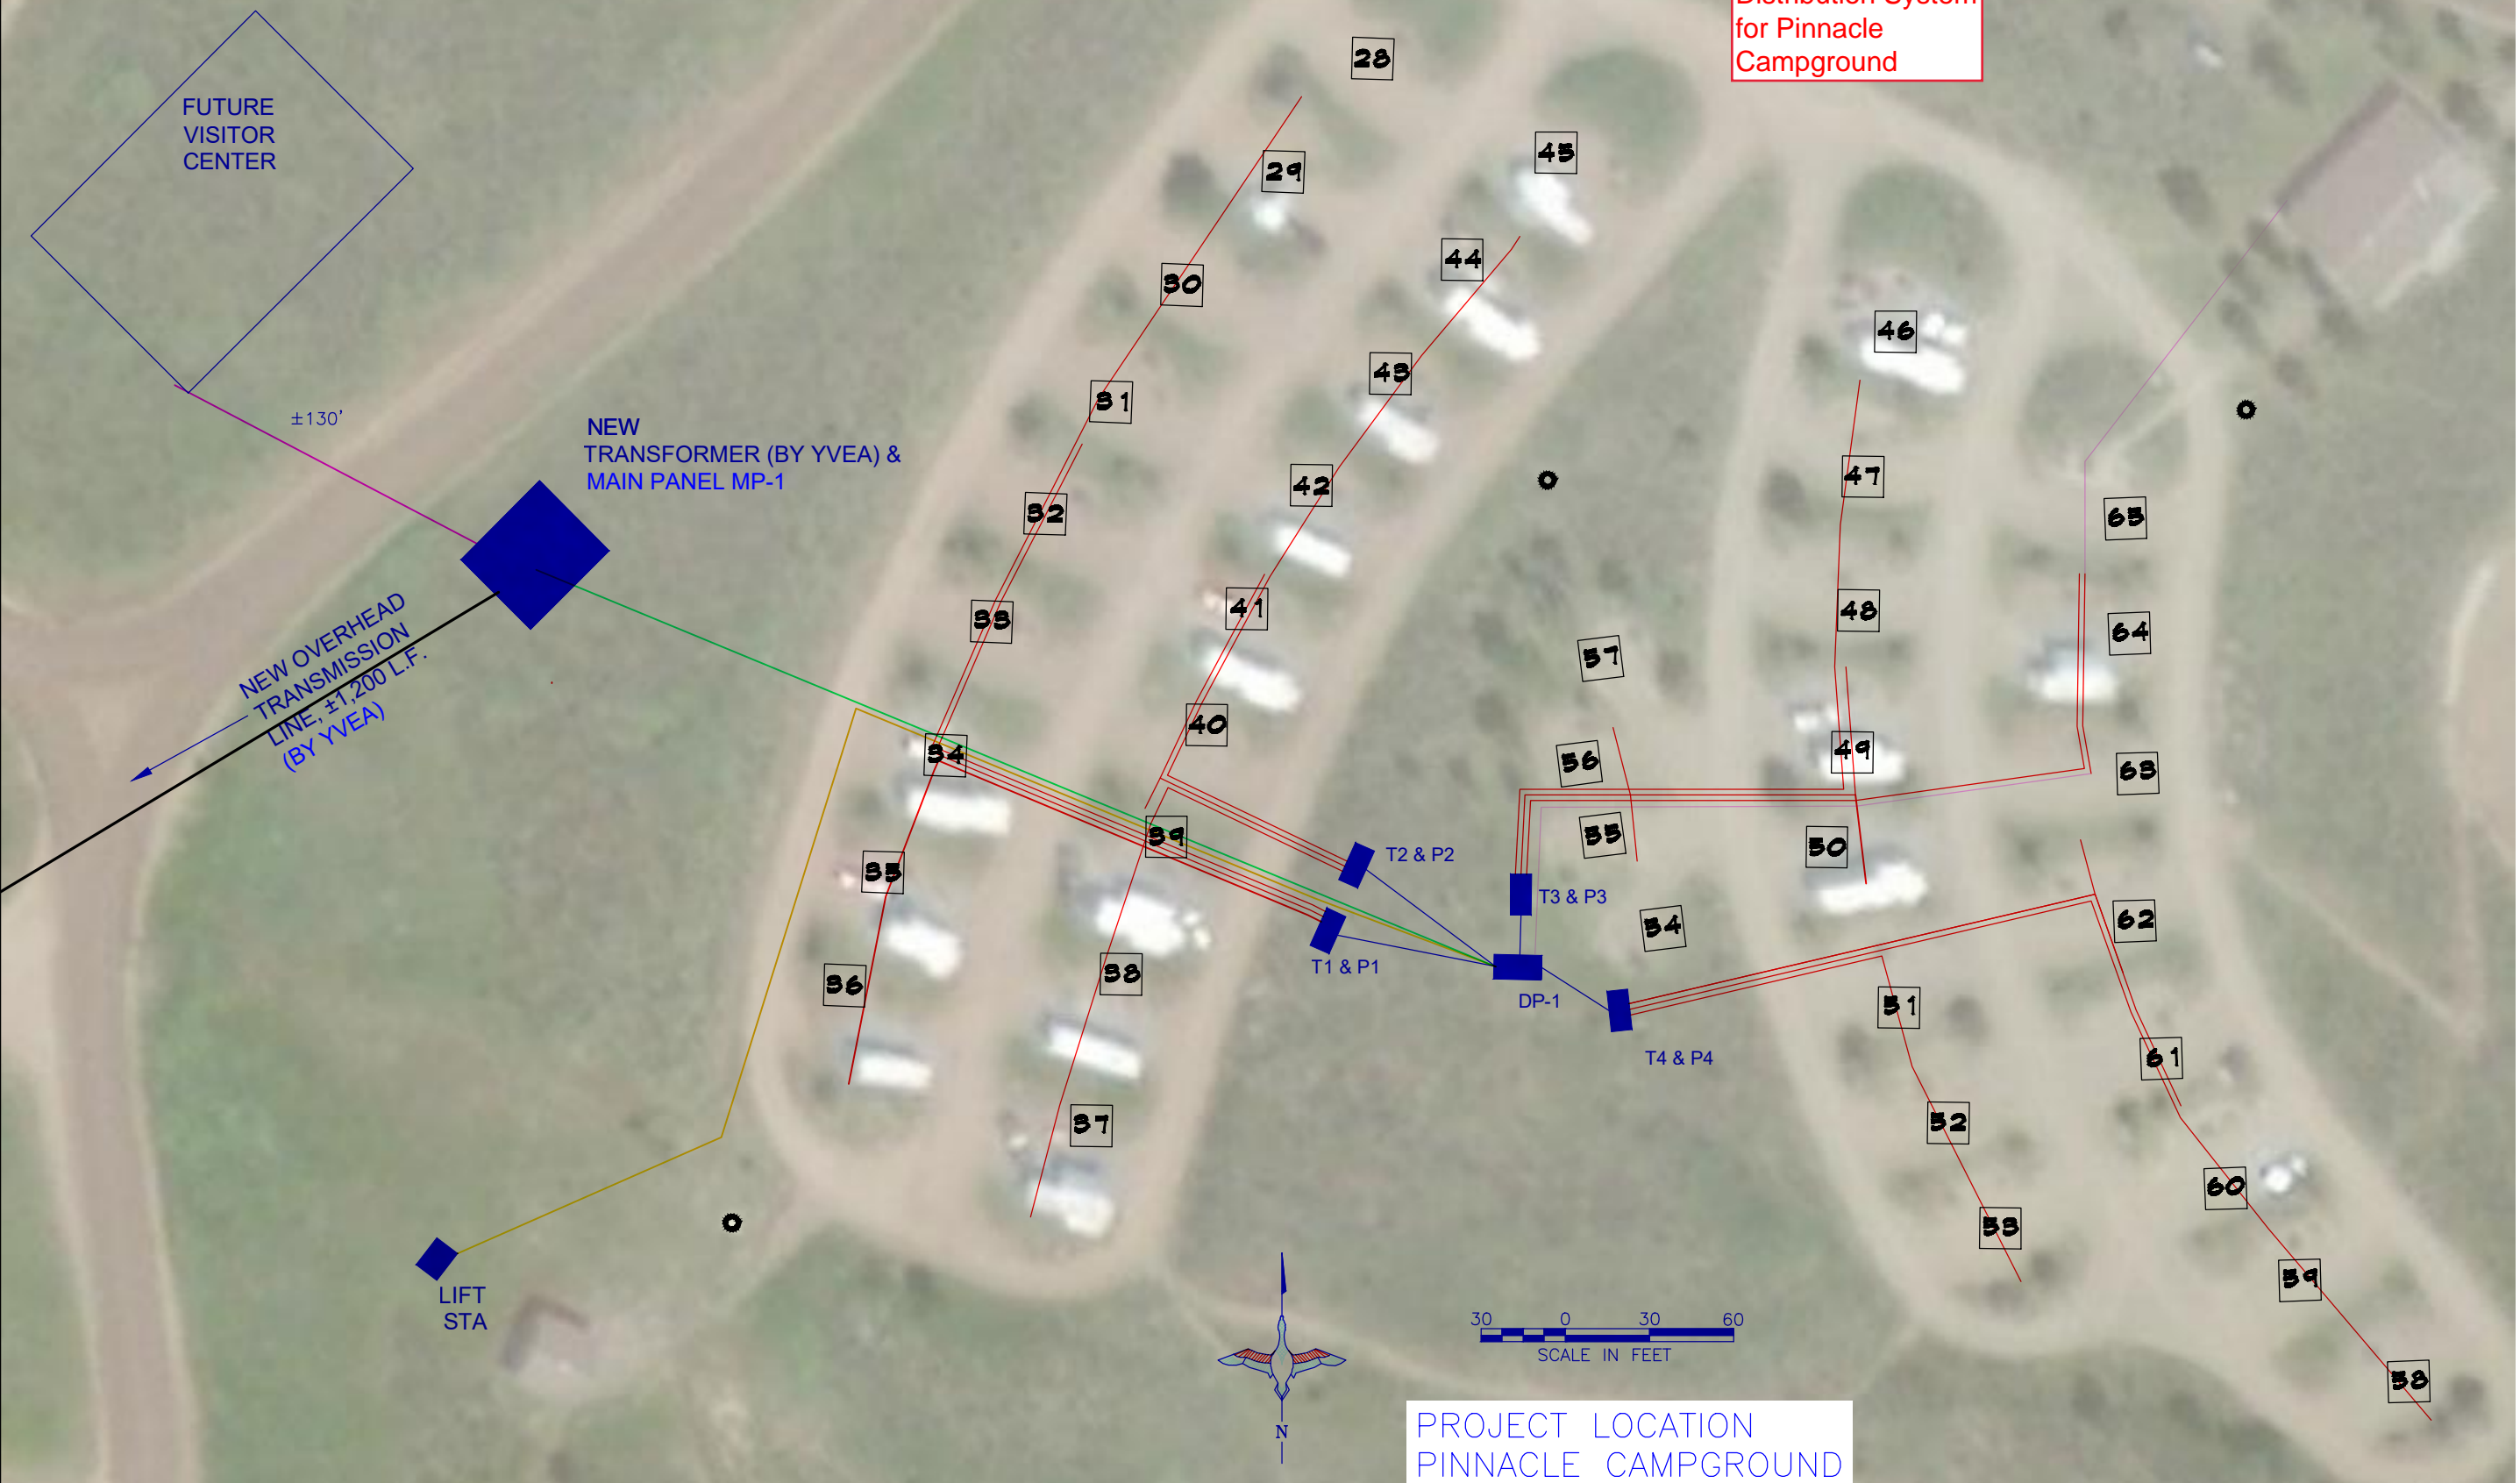 Distribution System
for Pinnacle
Campground
FUTURE
VISITOR
CENTER
±130'
NEW
TRANSFORMER (BY YVEA) &
MAIN PANEL MP-1
NEW OVERHEAD
TRANSMISSION
LINE, ±1,200 L.F.
(BY YVEA)
28
29
30
31
32
33
34
35
36
45
44
43
42
41
40
39
38
37
46
47
48
49
50
57
56
55
54
51
52
53
65
64
63
62
61
60
59
58
T2 & P2
T1 & P1
T3 & P3
DP-1
T4 & P4
LIFT
STA
N
30 0 30 60
SCALE IN FEET
PROJECT LOCATION
PINNACLE CAMPGROUND